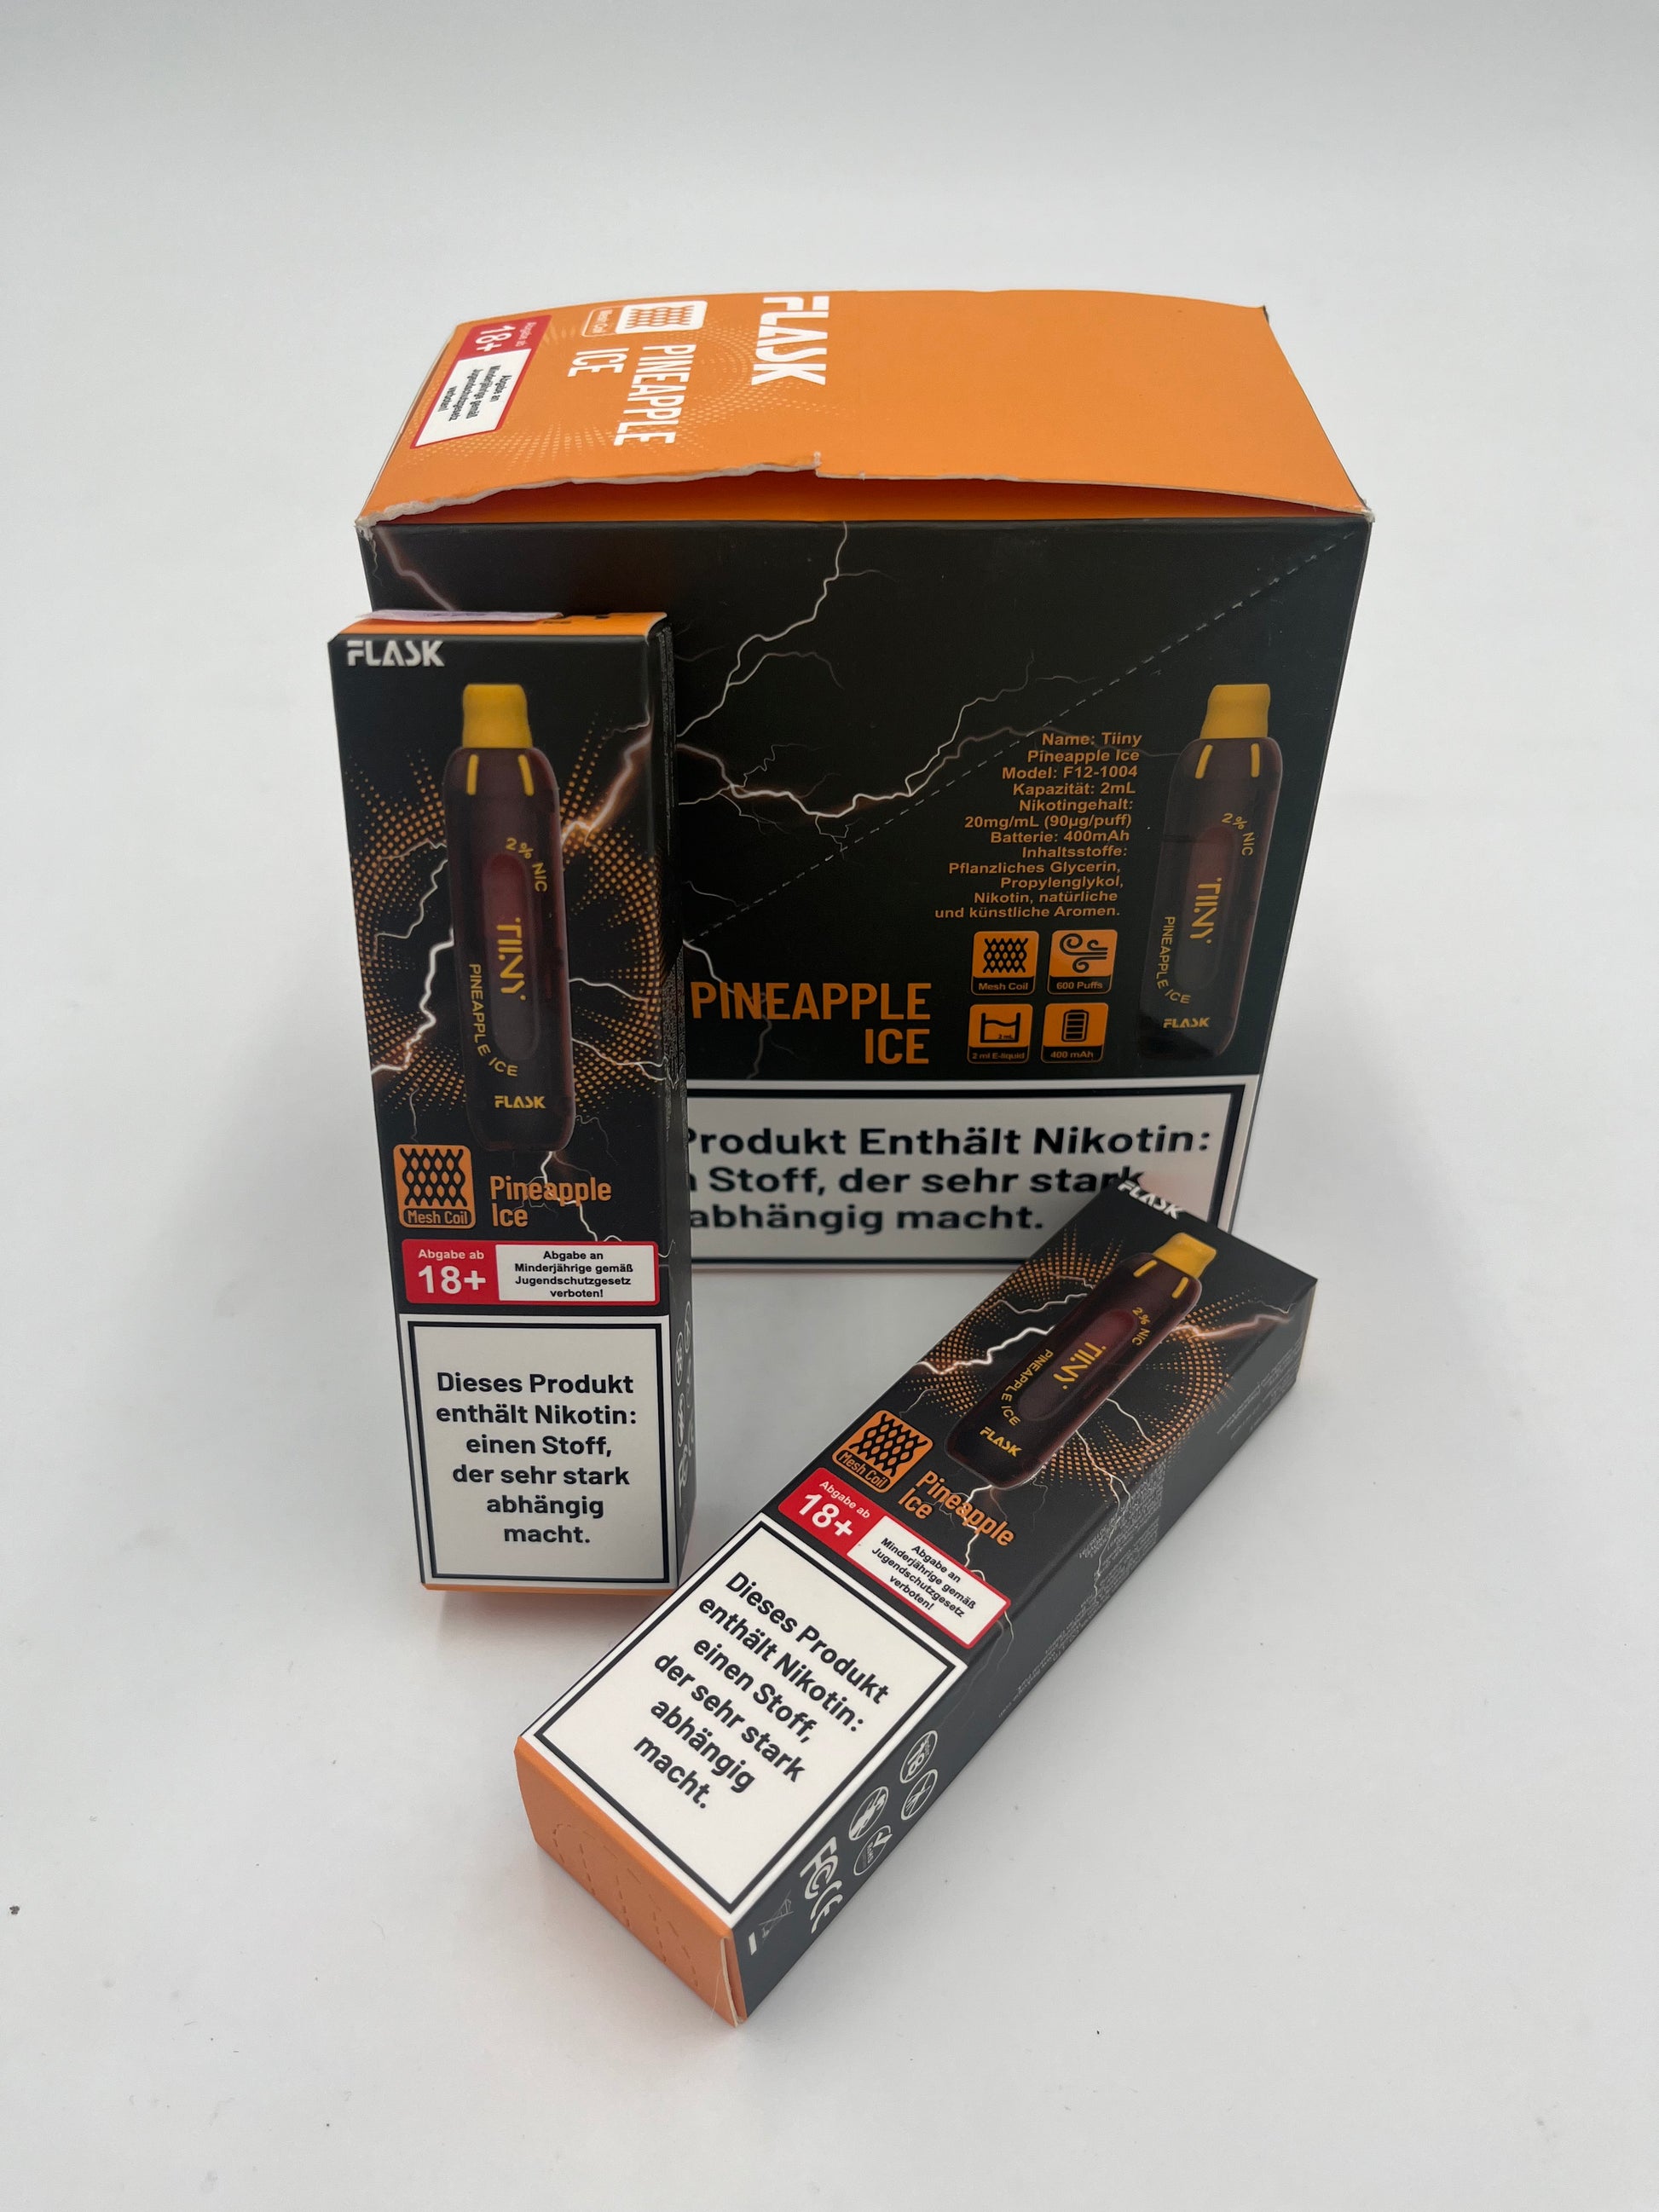 FLASK
PINEAPPLE
ICE
Mesh Coil
Abgabe ab
18+
Abgabe an
Minderjährige gemäß
Jugendschutzgesetz
verboten!
Name: Tiiny
Pineapple Ice
Model: F12-1004
Kapazität: 2mL
Nikotingehalt:
20mg/mL (90µg/puff)
Batterie: 400mAh
Inhaltsstoffe:
Pflanzliches Glycerin,
Propylenglykol,
Nikotin, natürliche
und künstliche Aromen.
Mesh Coil
600 Puffs
2 ml E-liquid
400 mAh
PINEAPPLE
ICE
2% NIC
TIINY
PINEAPPLE ICE
FLASK
Produkt Enthält Nikotin:
Stoff, der sehr stark
abhängig macht.
FLASK
2% NIC
TIINY
PINEAPPLE ICE
FLASK
Mesh Coil
Pineapple
Ice
Abgabe ab
18+
Abgabe an
Minderjährige gemäß
Jugendschutzgesetz
verboten!
Dieses Produkt
enthält Nikotin:
einen Stoff,
der sehr stark
abhängig
macht.
FLASK
2% NIC
TIINY
PINEAPPLE ICE
FLASK
Mesh Coil
Pineapple
Ice
Abgabe ab
18+
Abgabe an
Minderjährige gemäß
Jugendschutzgesetz
verboten!
Dieses Produkt
enthält Nikotin:
einen Stoff,
der sehr stark
abhängig
macht.